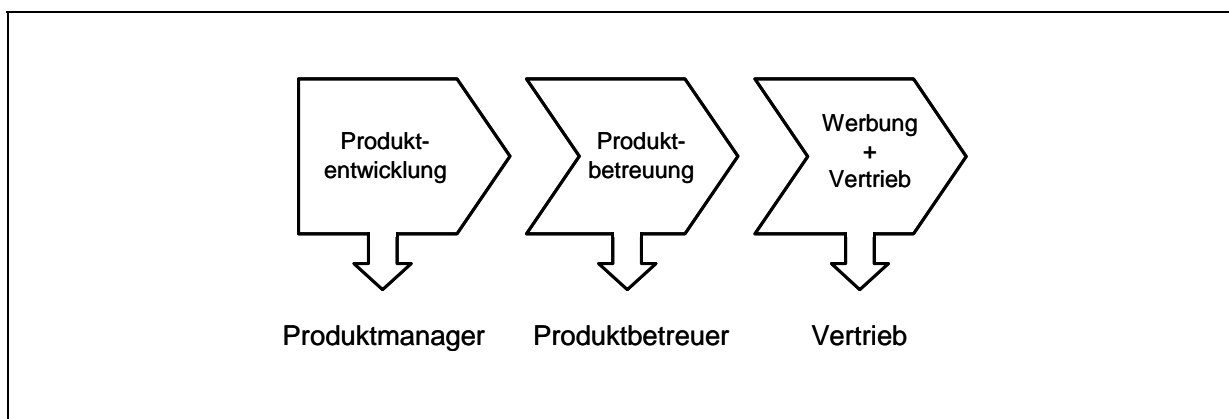 Produkt-
entwicklung
Produkt-
betreuung
Werbung
+
Vertrieb
Produktmanager
Produktbetreuer
Vertrieb